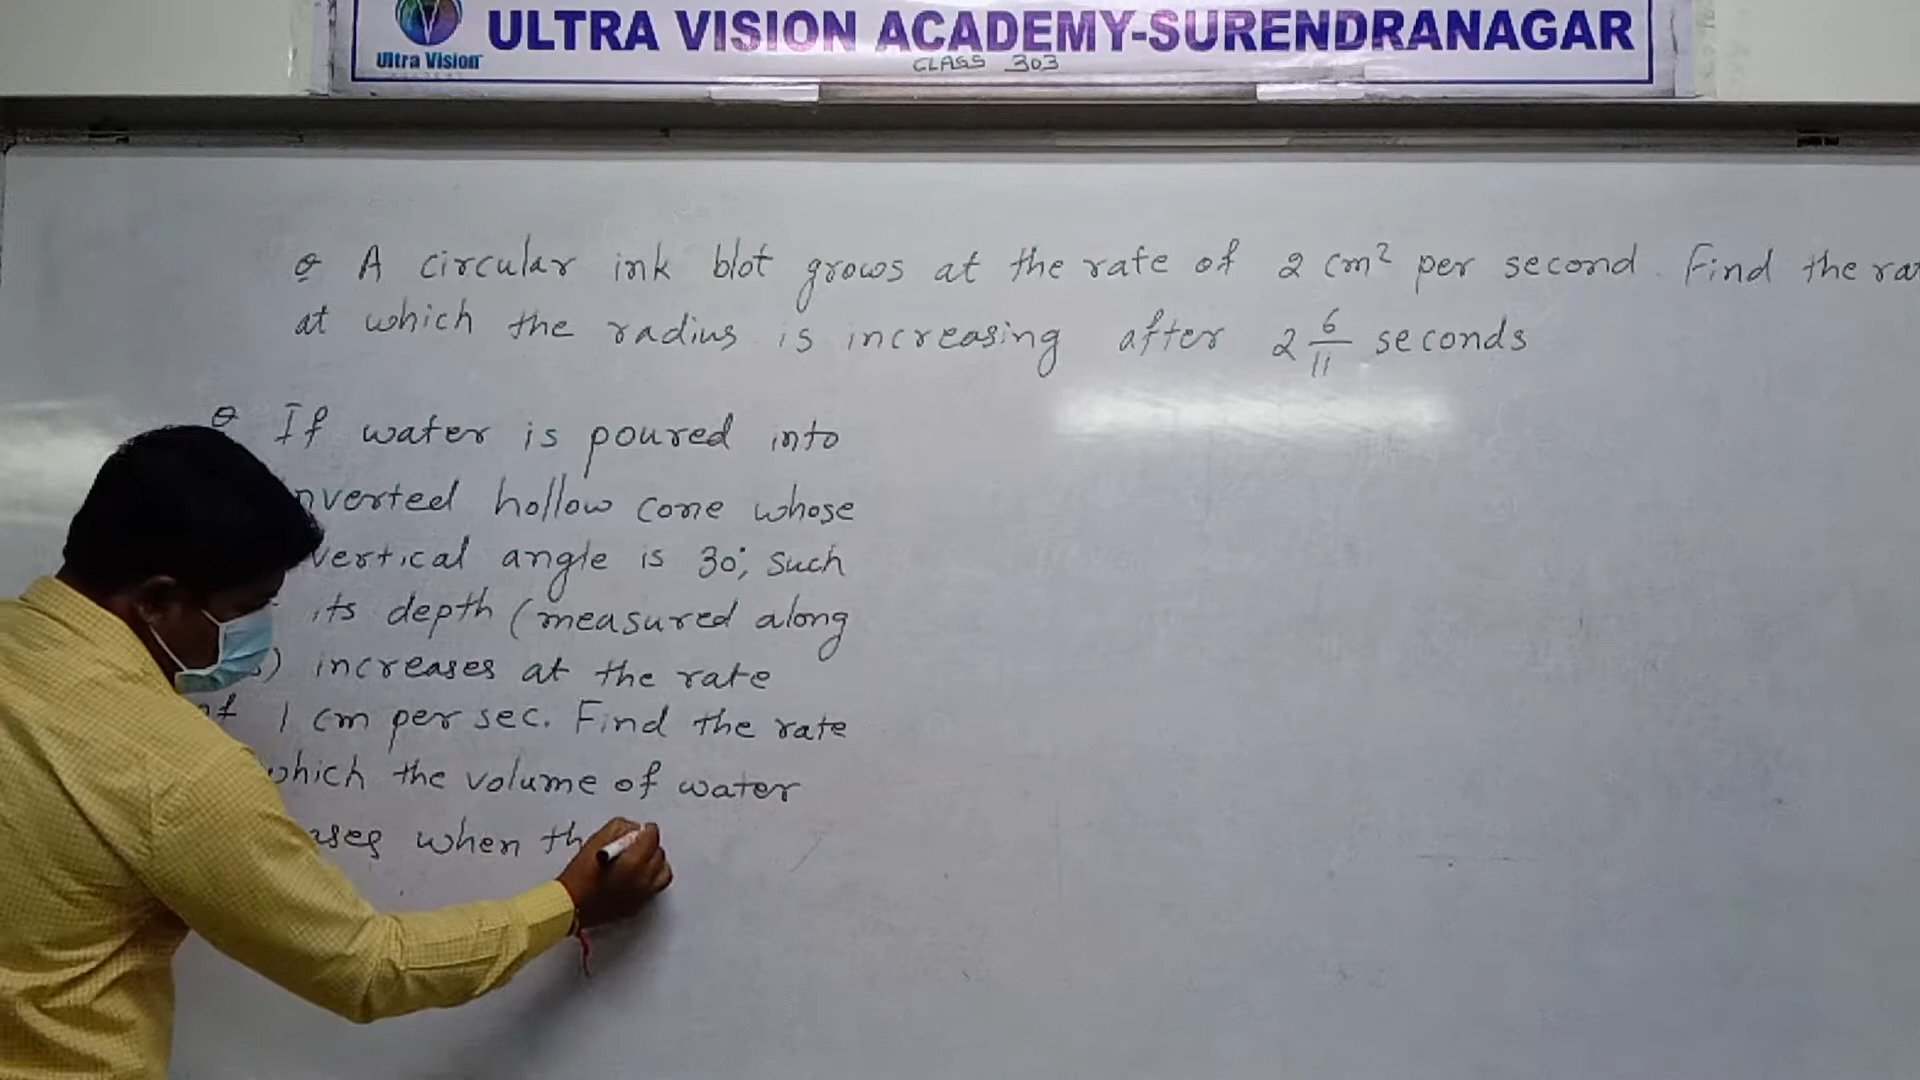 Ultra Vision
ULTRA VISION ACADEMY-SURENDRANAGAR
CLASS 303
Q A circular ink blot grows at the rate of 2 cm² per second. Find the
at which the radius is increasing after 2 6/11 seconds
Q If water is poured into
nverted hollow cone whose
vertical angle is 30°, such
its depth (measured along
s) increases at the rate
of 1 cm per sec. Find the rate
which the volume of water
ases when th